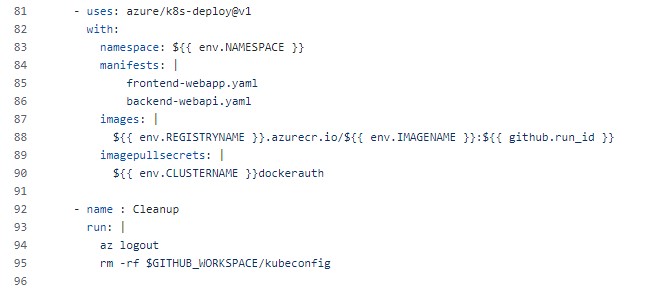 81 - uses: azure/k8s-deploy@v1
82 with:
83 namespace: ${{ env.NAMESPACE }}
84 manifests: |
85 frontend-webapp.yaml
86 backend-webapi.yaml
87 images: |
88 ${{ env.REGISTRYNAME }}.azurecr.io/${{ env.IMAGENAME }}:${{ github.run_id }}
89 imagepullsecrets: |
90 ${{ env.CLUSTERNAME }}dockerauth
91
92 - name : Cleanup
93 run: |
94 az logout
95 rm -rf $GITHUB_WORKSPACE/kubeconfig
96